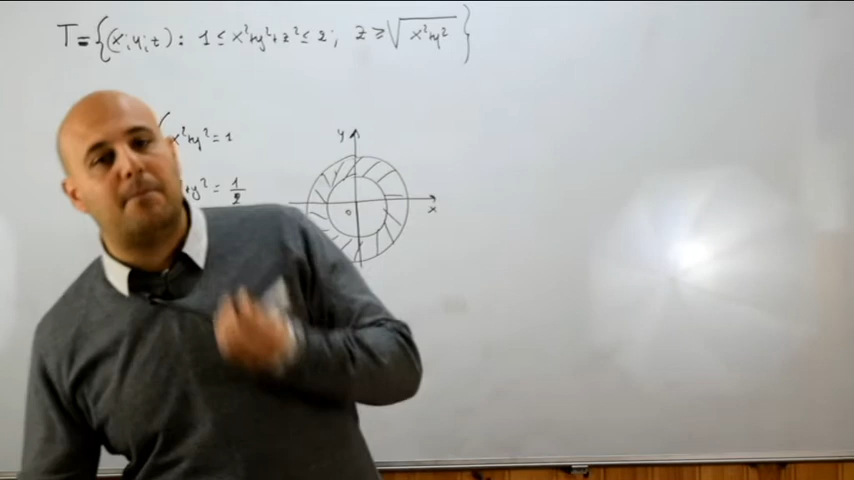 T={(x;y;z): 1≤x²+y²+z²≤2; z≥√x²+y²}
x²+y²=1
+y²=1/2
y
x
0